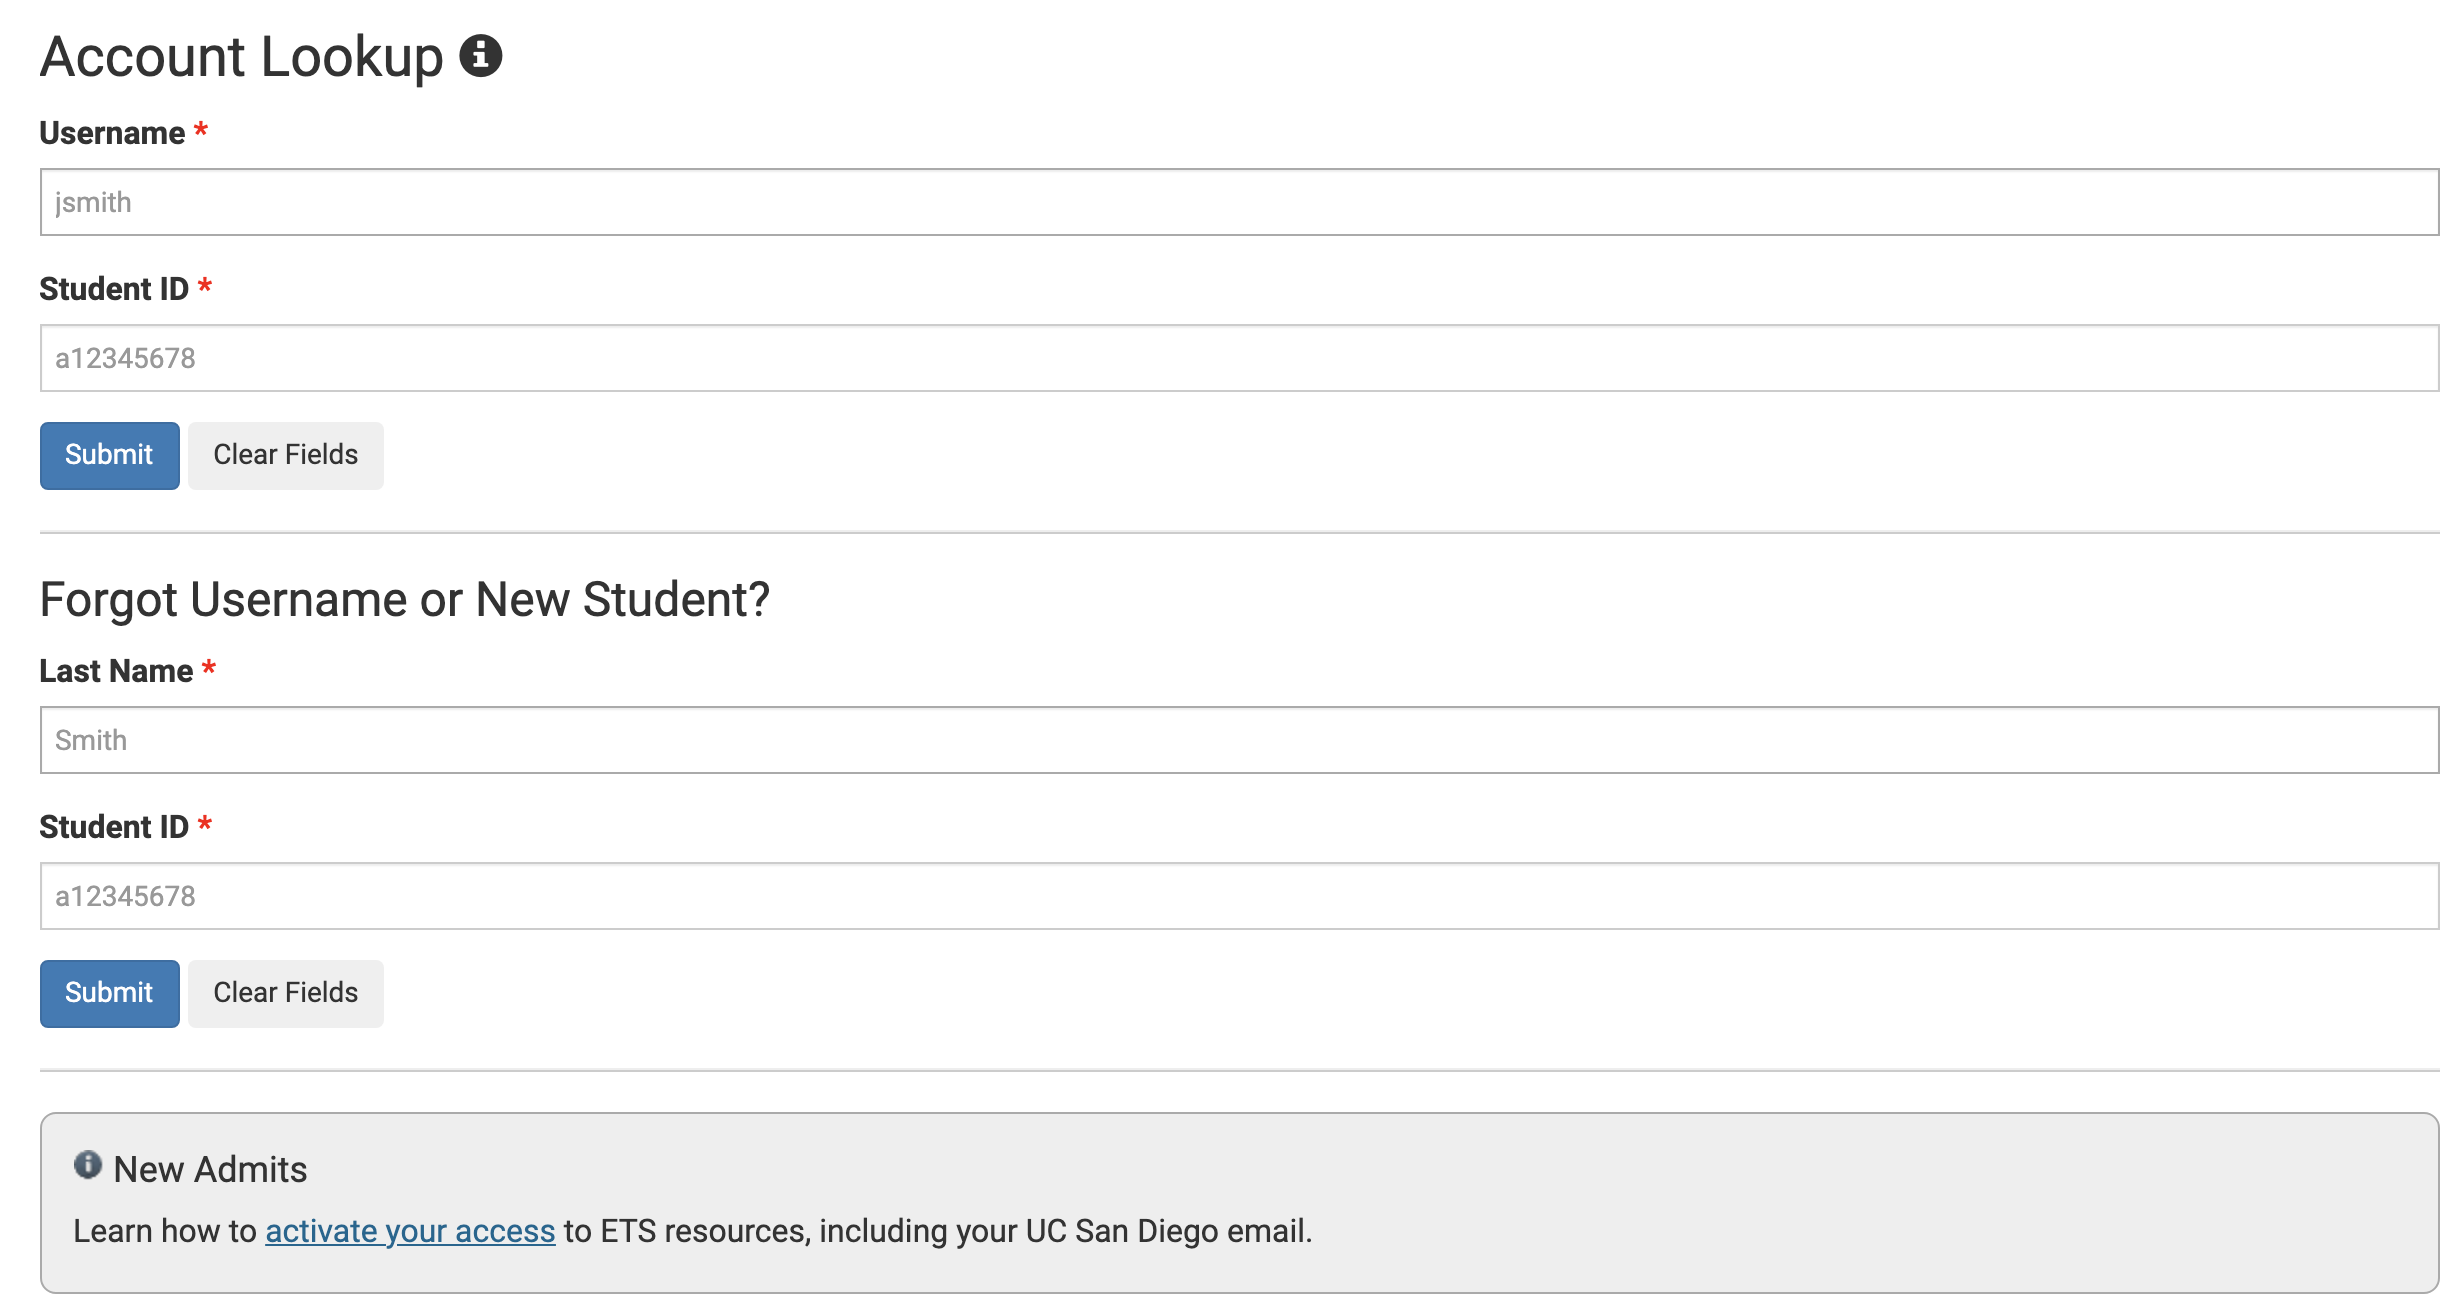 Account Lookup
Username *
jsmith
Student ID *
a12345678
Submit Clear Fields
Forgot Username or New Student?
Last Name *
Smith
Student ID *
a12345678
Submit Clear Fields
New Admits
Learn how to activate your access to ETS resources, including your UC San Diego email.